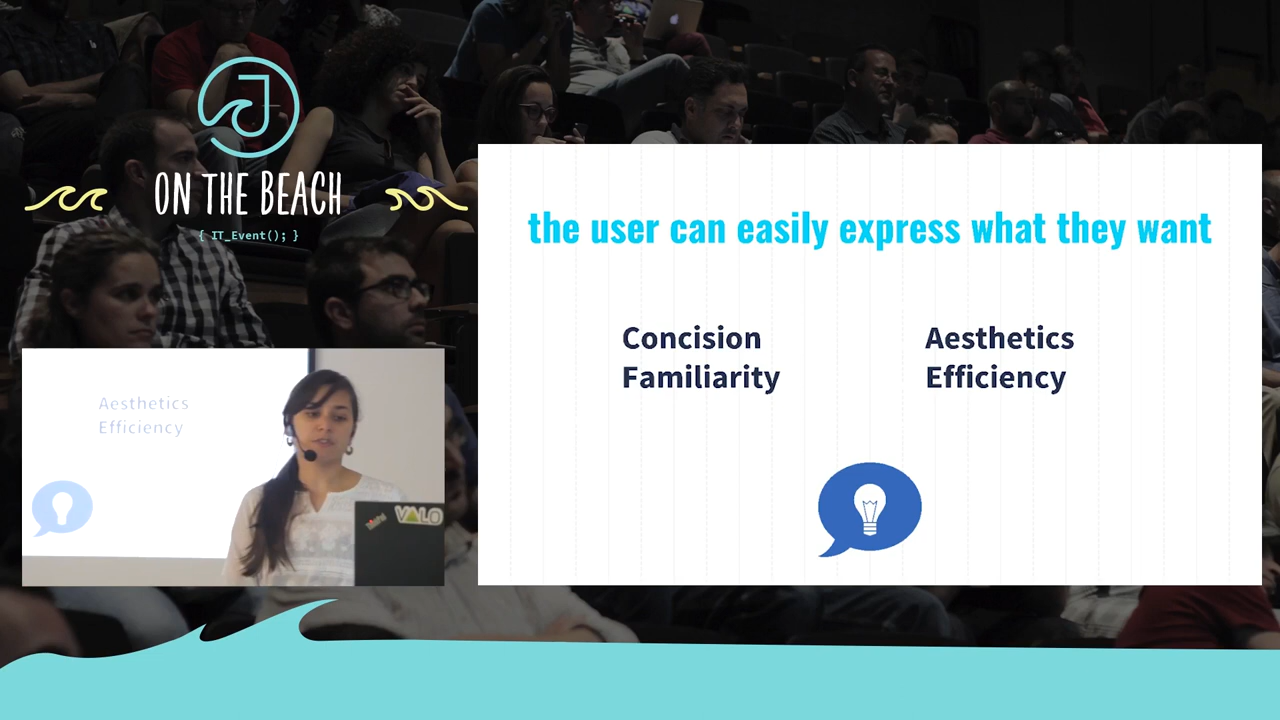 J
ON THE BEACH
{ IT_Event(); }
the user can easily express what they want
Concision
Familiarity
Aesthetics
Efficiency
Aesthetics
Efficiency
VALO